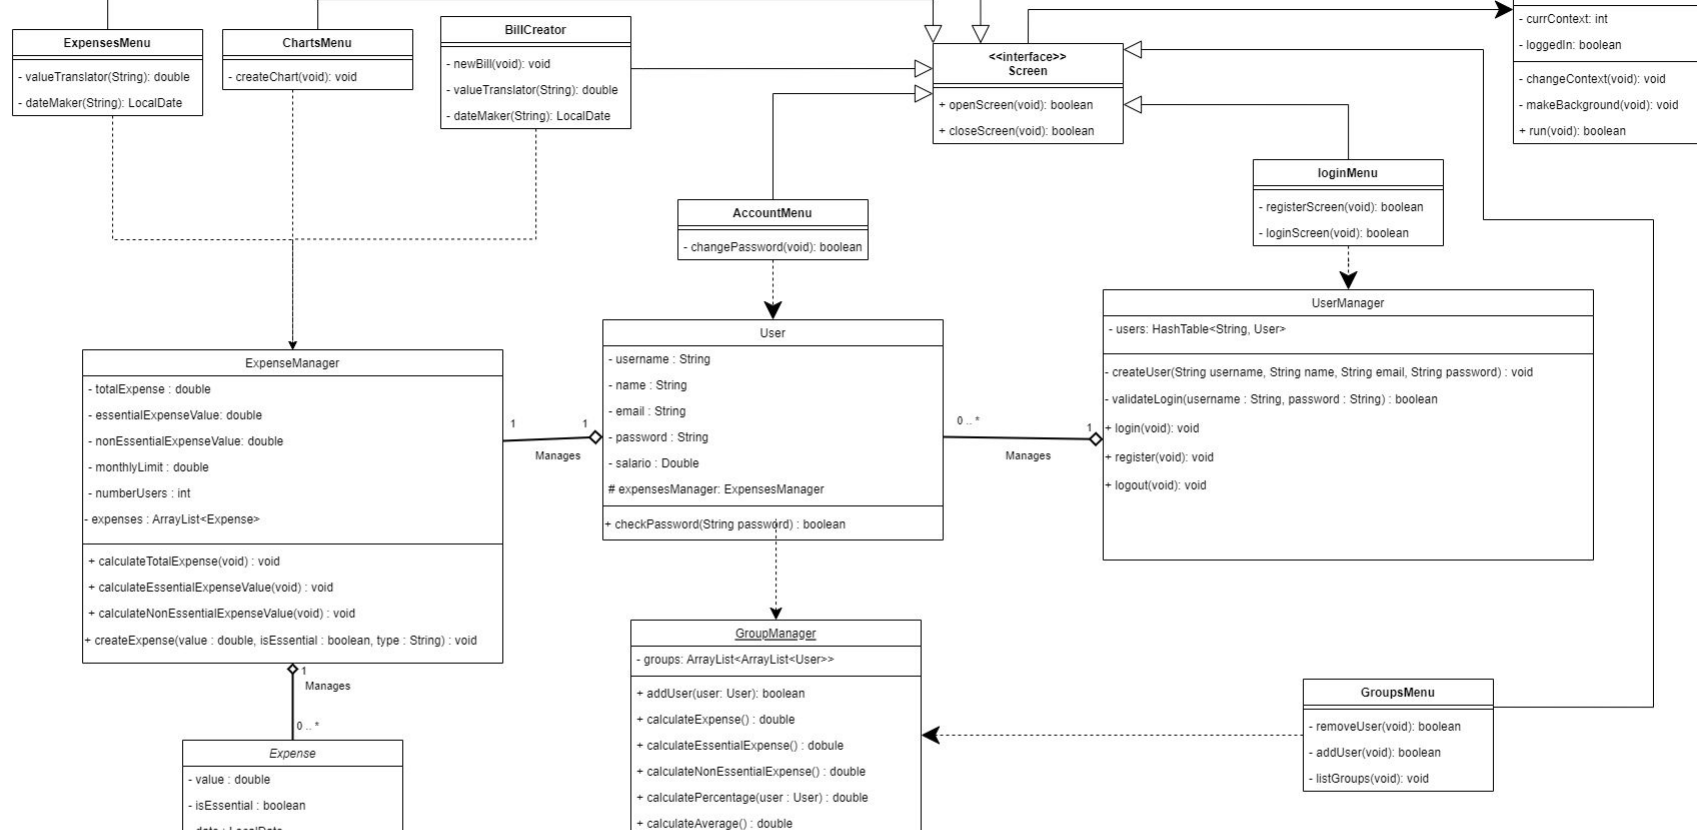 ExpensesMenu
- valueTranslator(String): double
- dateMaker(String): LocalDate
ChartsMenu
- createChart(void): void
BillCreator
- newBill(void): void
- valueTranslator(String): double
- dateMaker(String): LocalDate
<<interface>>
Screen
+ openScreen(void): boolean
+ closeScreen(void): boolean
- currContext: int
- loggedIn: boolean
- changeContext(void): void
- makeBackground(void): void
+ run(void): boolean
loginMenu
- registerScreen(void): boolean
- loginScreen(void): boolean
AccountMenu
- changePassword(void): boolean
ExpenseManager
- totalExpense : double
- essentialExpenseValue: double
- nonEssentialExpenseValue: double
- monthlyLimit : double
- numberUsers : int
- expenses : ArrayList<Expense>
+ calculateTotalExpense(void) : void
+ calculateEssentialExpenseValue(void) : void
+ calculateNonEssentialExpenseValue(void) : void
+ createExpense(value : double, isEssential : boolean, type : String) : void
1
1
Manages
User
- username : String
- name : String
- email : String
- password : String
- salario : Double
# expensesManager: ExpensesManager
+ checkPassword(String password) : boolean
0 .. *
1
Manages
UserManager
- users: HashTable<String, User>
- createUser(String username, String name, String email, String password) : void
- validateLogin(username : String, password : String) : boolean
+ login(void): void
+ register(void): void
+ logout(void): void
1
Manages
0 .. *
Expense
- value : double
- isEssential : boolean
- date : LocalDate
GroupManager
- groups: ArrayList<ArrayList<User>>
+ addUser(user: User): boolean
+ calculateExpense() : double
+ calculateEssentialExpense() : dobule
+ calculateNonEssentialExpense() : double
+ calculatePercentage(user : User) : double
+ calculateAverage() : double
GroupsMenu
- removeUser(void): boolean
- addUser(void): boolean
- listGroups(void): void